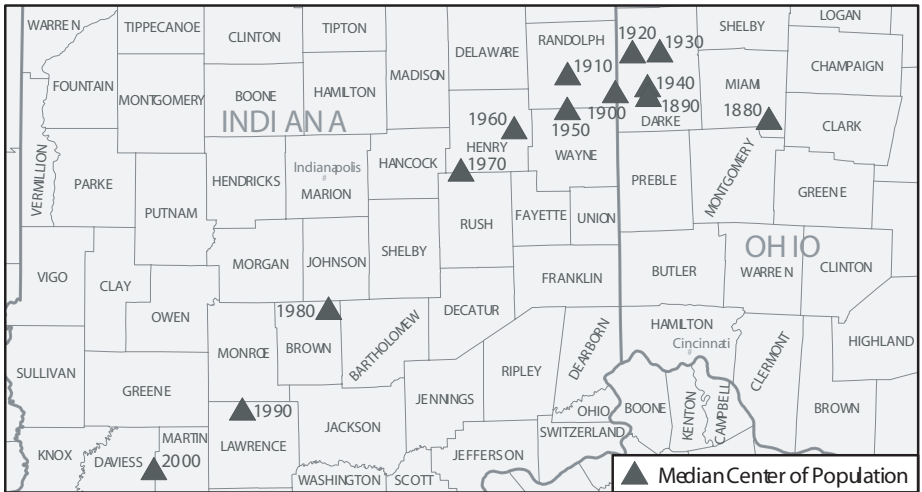 WARREN
TIPPECANOE
CLINTON
TIPTON
DELAWARE
RANDOLPH
1920
1930
SHELBY
LOGAN
FOUNTAIN
MONTGOMERY
BOONE
HAMILTON
MADISON
1910
1940
1890
DARKE
MIAMI
1880
CHAMPAIGN
INDIANA
1960
HENRY
1970
1950
1900
WAYNE
CLARK
VERMILLION
PARKE
PUTNAM
HENDRICKS
Indianapolis
MARION
HANCOCK
RUSH
FAYETTE
UNION
PREBLE
MONTGOMERY
GREENE
VIGO
CLAY
MORGAN
JOHNSON
SHELBY
FRANKLIN
BUTLER
OHIO
WARREN
CLINTON
OWEN
1980
BROWN
BARTHOLOMEW
DECATUR
DEARBORN
HAMILTON
Cincinnati
CLERMONT
HIGHLAND
SULLIVAN
GREENE
MONROE
1990
LAWRENCE
JACKSON
JENNINGS
RIPLEY
OHIO
SWITZERLAND
BOONE
KENTON
CAMPBELL
BROWN
KNOX
DAVIESS
MARTIN
2000
WASHINGTON
SCOTT
JEFFERSON
Median Center of Population